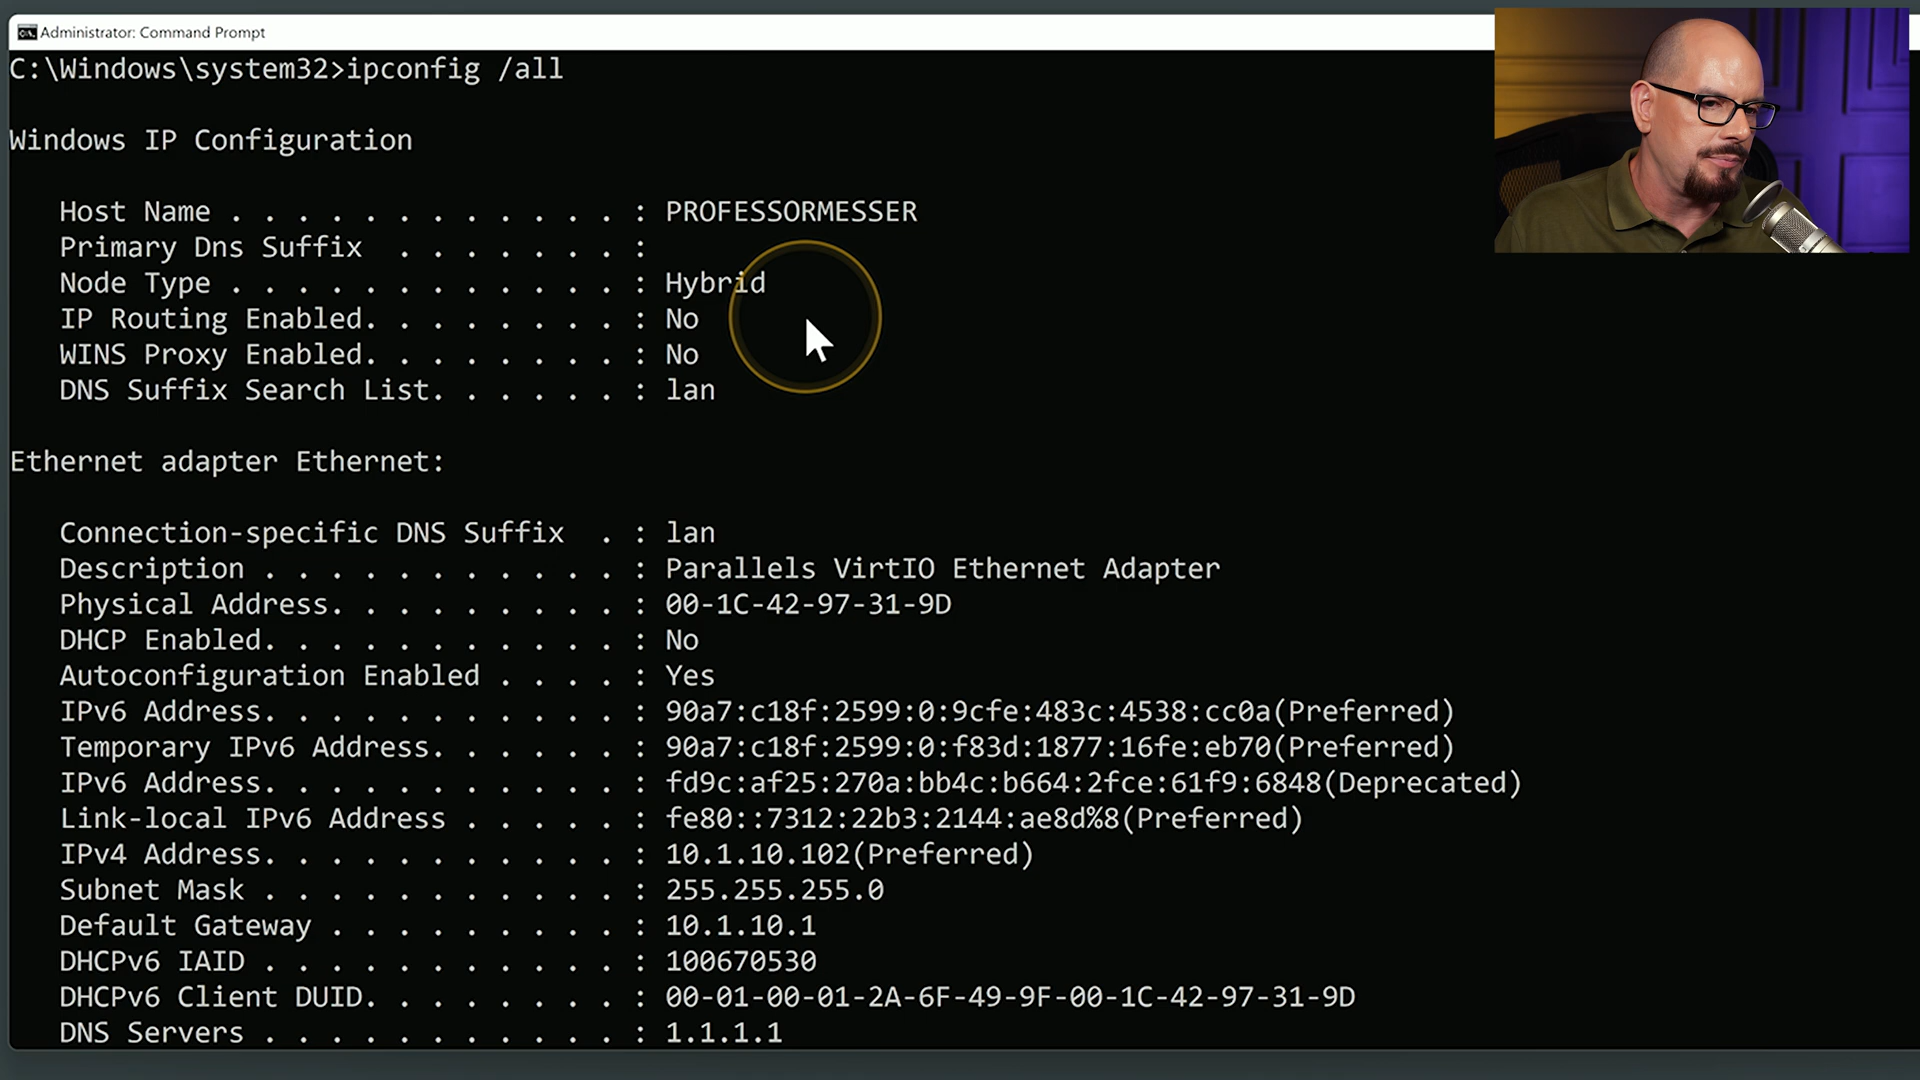 Administrator: Command Prompt
C:\Windows\system32>ipconfig /all
Windows IP Configuration
Host Name . . . . . . . . . . . . : PROFESSORMESSER
Primary Dns Suffix  . . . . . . . :
Node Type . . . . . . . . . . . . : Hybrid
IP Routing Enabled. . . . . . . . : No
WINS Proxy Enabled. . . . . . . . : No
DNS Suffix Search List. . . . . . : lan
Ethernet adapter Ethernet:
Connection-specific DNS Suffix  . : lan
Description . . . . . . . . . . . : Parallels VirtIO Ethernet Adapter
Physical Address. . . . . . . . . : 00-1C-42-97-31-9D
DHCP Enabled. . . . . . . . . . . : No
Autoconfiguration Enabled . . . . : Yes
IPv6 Address. . . . . . . . . . . : 90a7:c18f:2599:0:9cfe:483c:4538:cc0a(Preferred)
Temporary IPv6 Address. . . . . . : 90a7:c18f:2599:0:f83d:1877:16fe:eb70(Preferred)
IPv6 Address. . . . . . . . . . . : fd9c:af25:270a:bb4c:b664:2fce:61f9:6848(Deprecated)
Link-local IPv6 Address . . . . . : fe80::7312:22b3:2144:ae8d%8(Preferred)
IPv4 Address. . . . . . . . . . . : 10.1.10.102(Preferred)
Subnet Mask . . . . . . . . . . . : 255.255.255.0
Default Gateway . . . . . . . . . : 10.1.10.1
DHCPv6 IAID . . . . . . . . . . . : 100670530
DHCPv6 Client DUID. . . . . . . . : 00-01-00-01-2A-6F-49-9F-00-1C-42-97-31-9D
DNS Servers . . . . . . . . . . . : 1.1.1.1